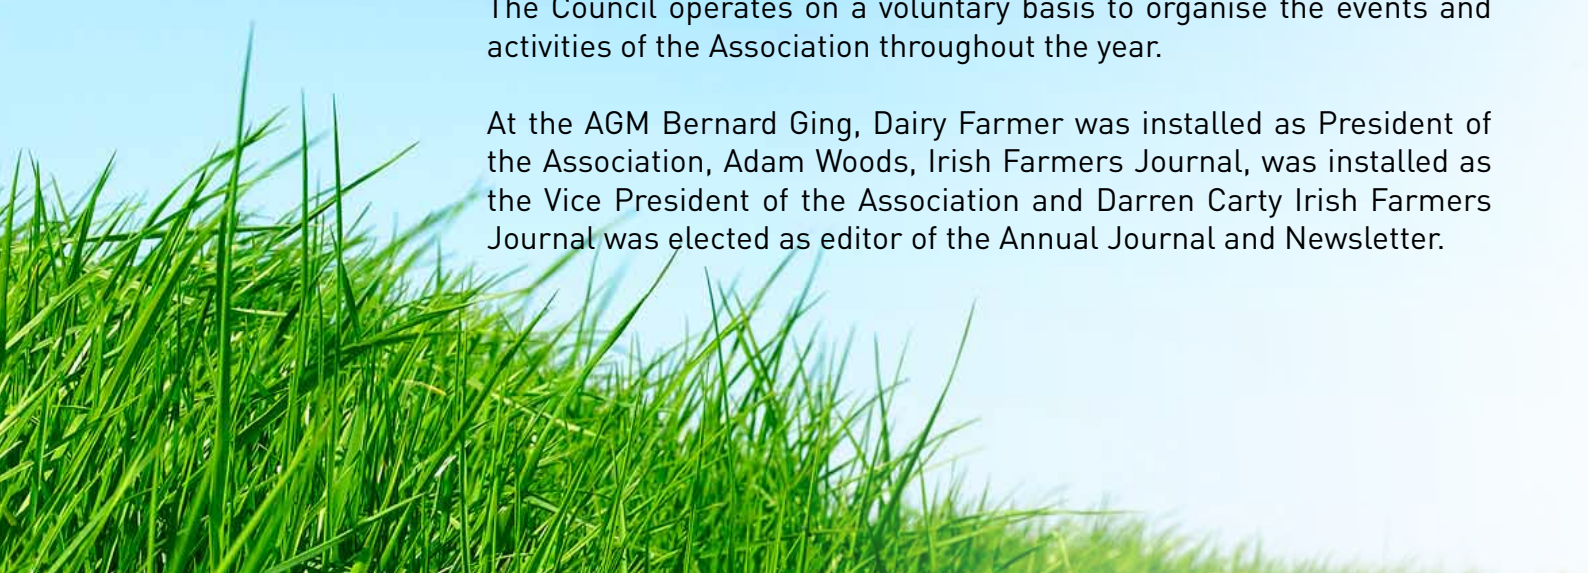 The Council operates on a voluntary basis to organise the events and
activities of the Association throughout the year.
At the AGM Bernard Ging, Dairy Farmer was installed as President of
the Association, Adam Woods, Irish Farmers Journal, was installed as
the Vice President of the Association and Darren Carty Irish Farmers
Journal was elected as editor of the Annual Journal and Newsletter.